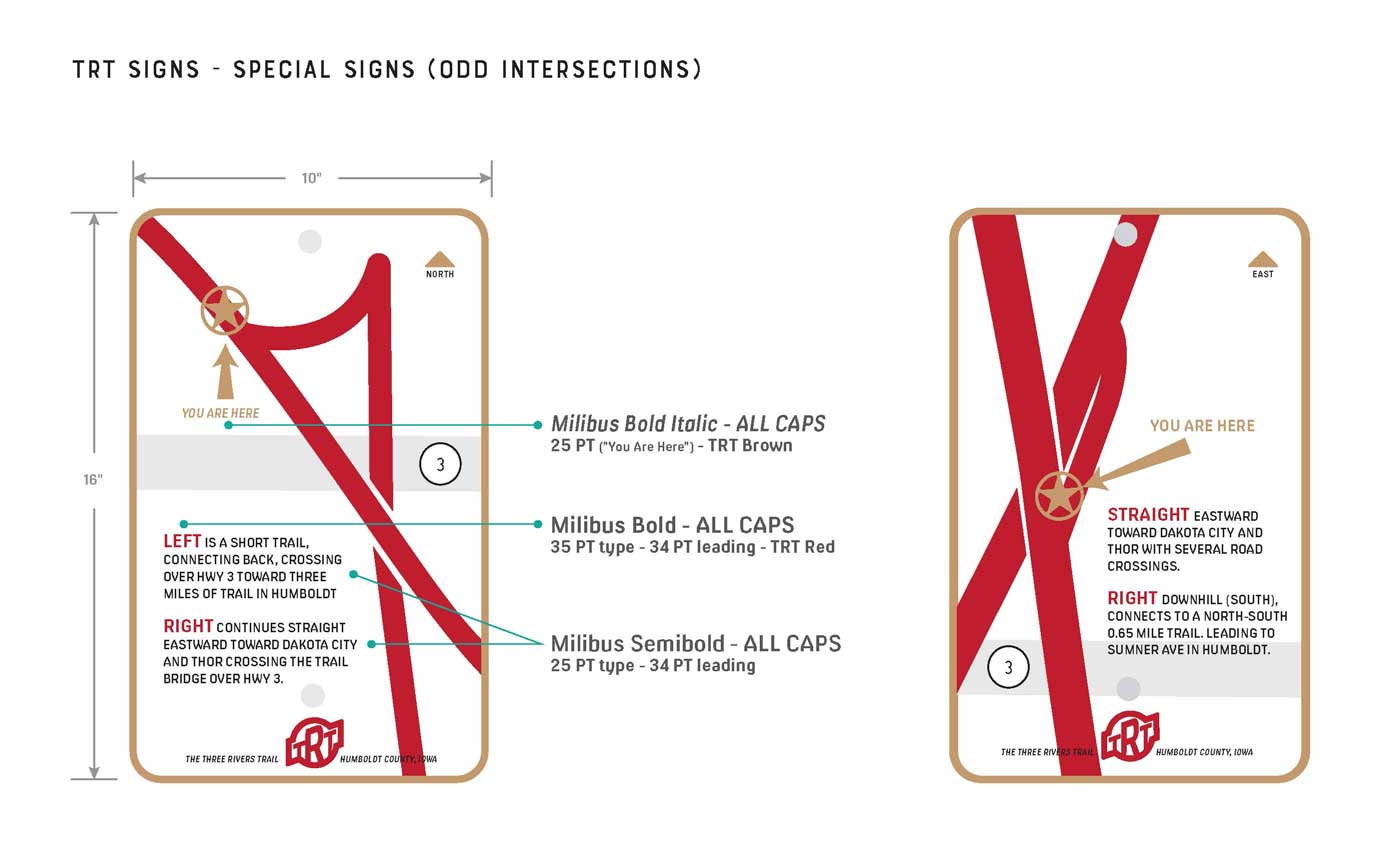 TRT SIGNS - SPECIAL SIGNS (ODD INTERSECTIONS)
10"
16"
NORTH
YOU ARE HERE
3
LEFT IS A SHORT TRAIL,
CONNECTING BACK, CROSSING
OVER HWY 3 TOWARD THREE
MILES OF TRAIL IN HUMBOLDT
RIGHT CONTINUES STRAIGHT
EASTWARD TOWARD DAKOTA CITY
AND THOR CROSSING THE TRAIL
BRIDGE OVER HWY 3.
THE THREE RIVERS TRAIL TRT HUMBOLDT COUNTY, IOWA
Milibus Bold Italic - ALL CAPS
25 PT ("You Are Here") - TRT Brown
Milibus Bold - ALL CAPS
35 PT type - 34 PT leading - TRT Red
Milibus Semibold - ALL CAPS
25 PT type - 34 PT leading
EAST
YOU ARE HERE
STRAIGHT EASTWARD
TOWARD DAKOTA CITY AND
THOR WITH SEVERAL ROAD
CROSSINGS.
RIGHT DOWNHILL (SOUTH),
CONNECTS TO A NORTH-SOUTH
0.65 MILE TRAIL. LEADING TO
SUMNER AVE IN HUMBOLDT.
3
THE THREE RIVERS TRAIL TRT HUMBOLDT COUNTY, IOWA